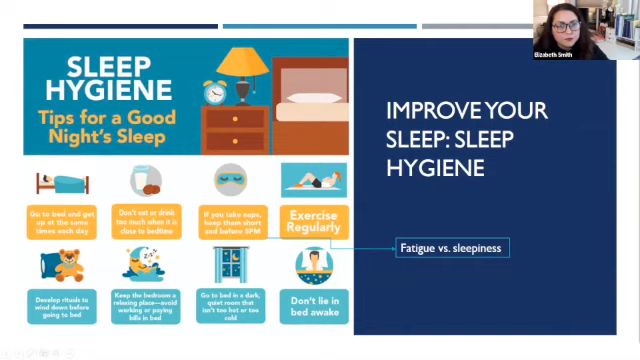 Elizabeth Smith
SLEEP
HYGIENE
Tips for a Good
Night's Sleep
Go to bed and get
up at the same
times each day
Don't eat or drink
too much when it is
close to bedtime
If you take naps,
keep them short
and before 5PM
Exercise
Regularly
Develop rituals to
wind down before
going to bed
Keep the bedroom a
relaxing place—avoid
working or paying
bills in bed
Go to bed in a dark,
quiet room that
isn't too hot or too
cold
Don't lie in
bed awake
IMPROVE YOUR
SLEEP: SLEEP
HYGIENE
Fatigue vs. sleepiness